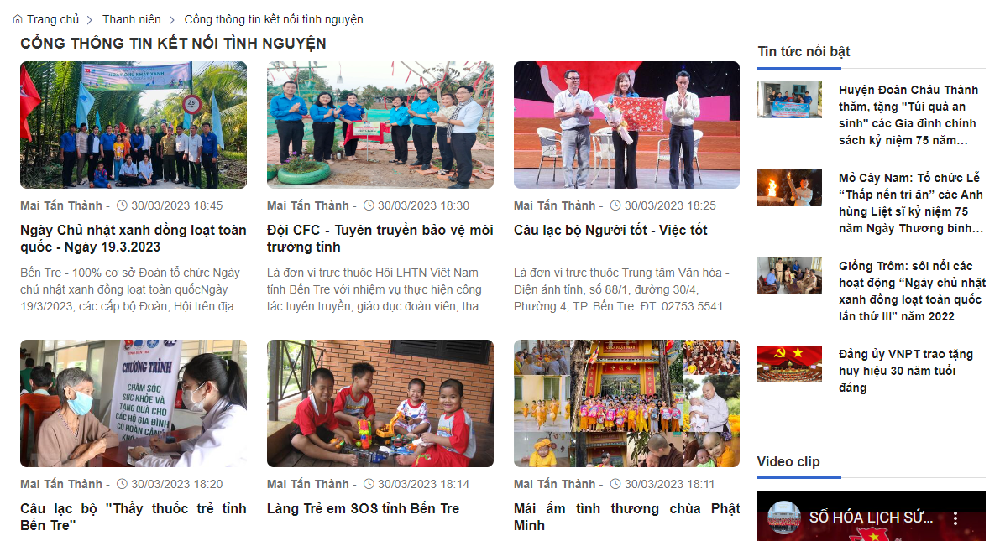 Trang chủ > Thanh niên > Cổng thông tin kết nối tình nguyện
CỔNG THÔNG TIN KẾT NỐI TÌNH NGUYỆN
NGÀY CHỦ NHẬT XANH
Mai Tấn Thành - 30/03/2023 18:45
Ngày Chủ nhật xanh đồng loạt toàn
quốc - Ngày 19.3.2023
Bến Tre - 100% cơ sở Đoàn tổ chức Ngày
chủ nhật xanh đồng loạt toàn quốcNgày
19/3/2023, các cấp bộ Đoàn, Hội trên địa…
Mai Tấn Thành - 30/03/2023 18:30
Đội CFC - Tuyên truyền bảo vệ môi
trường tỉnh
Là đơn vị trực thuộc Hội LHTN Việt Nam
tỉnh Bến Tre với nhiệm vụ thực hiện công
tác tuyên truyền, giáo dục đoàn viên, tha…
Mai Tấn Thành - 30/03/2023 18:25
Câu lạc bộ Người tốt - Việc tốt
Là đơn vị trực thuộc Trung tâm Văn hóa -
Điện ảnh tỉnh, số 88/1, đường 30/4,
Phường 4, TP. Bến Tre. ĐT: 02753.5541…
CHƯƠNG TRÌNH
CHĂM SÓC
SỨC KHỎE VÀ
TẶNG QUÀ CHO
CÁC HỘ GIA ĐÌNH
CÓ HOÀN CẢNH
Mai Tấn Thành - 30/03/2023 18:20
Câu lạc bộ "Thầy thuốc trẻ tỉnh
Bến Tre"
Mai Tấn Thành - 30/03/2023 18:14
Làng Trẻ em SOS tỉnh Bến Tre
Mai Tấn Thành - 30/03/2023 18:11
Mái ấm tình thương chùa Phật
Minh
Tin tức nổi bật
Huyện Đoàn Châu Thành
thăm, tặng "Túi quà an
sinh" các Gia đình chính
sách kỷ niệm 75 năm…
Mỏ Cày Nam: Tổ chức Lễ
“Thắp nến tri ân” các Anh
hùng Liệt sĩ kỷ niệm 75
năm Ngày Thương binh…
Giồng Trôm: sôi nổi các
hoạt động “Ngày chủ nhật
xanh đồng loạt toàn quốc
lần thứ III” năm 2022
Đảng ủy VNPT trao tặng
huy hiệu 30 năm tuổi
đảng
Video clip
SỐ HÓA LỊCH SỬ…